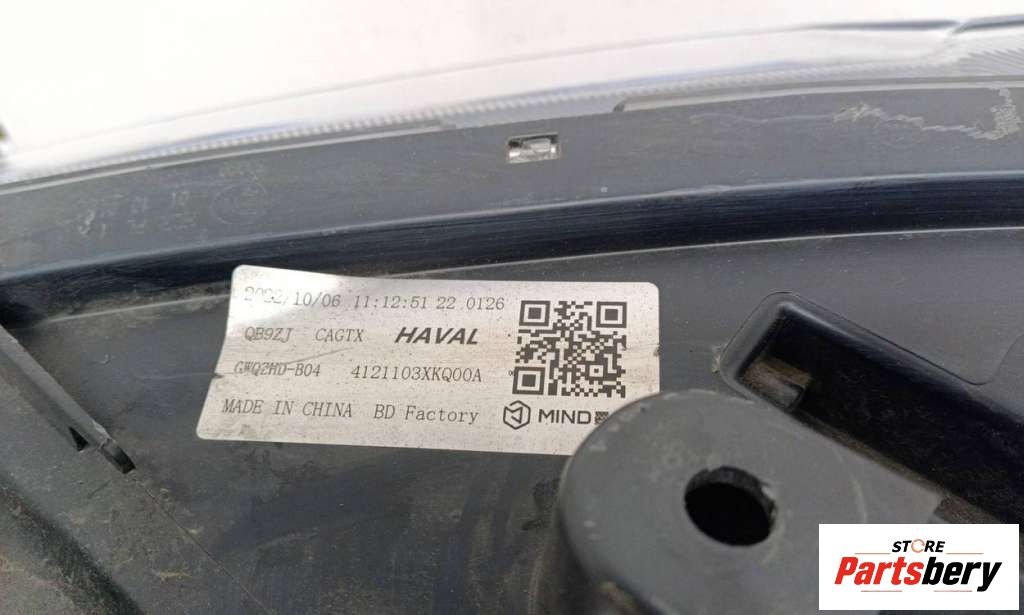 2022/10/06 11:12:51 22 0126
QB9ZJ CAGTX HAVAL
GWQZHD-B04 4121103XKQ00A
MADE IN CHINA BD Factory MIND
STORE
Partsbery